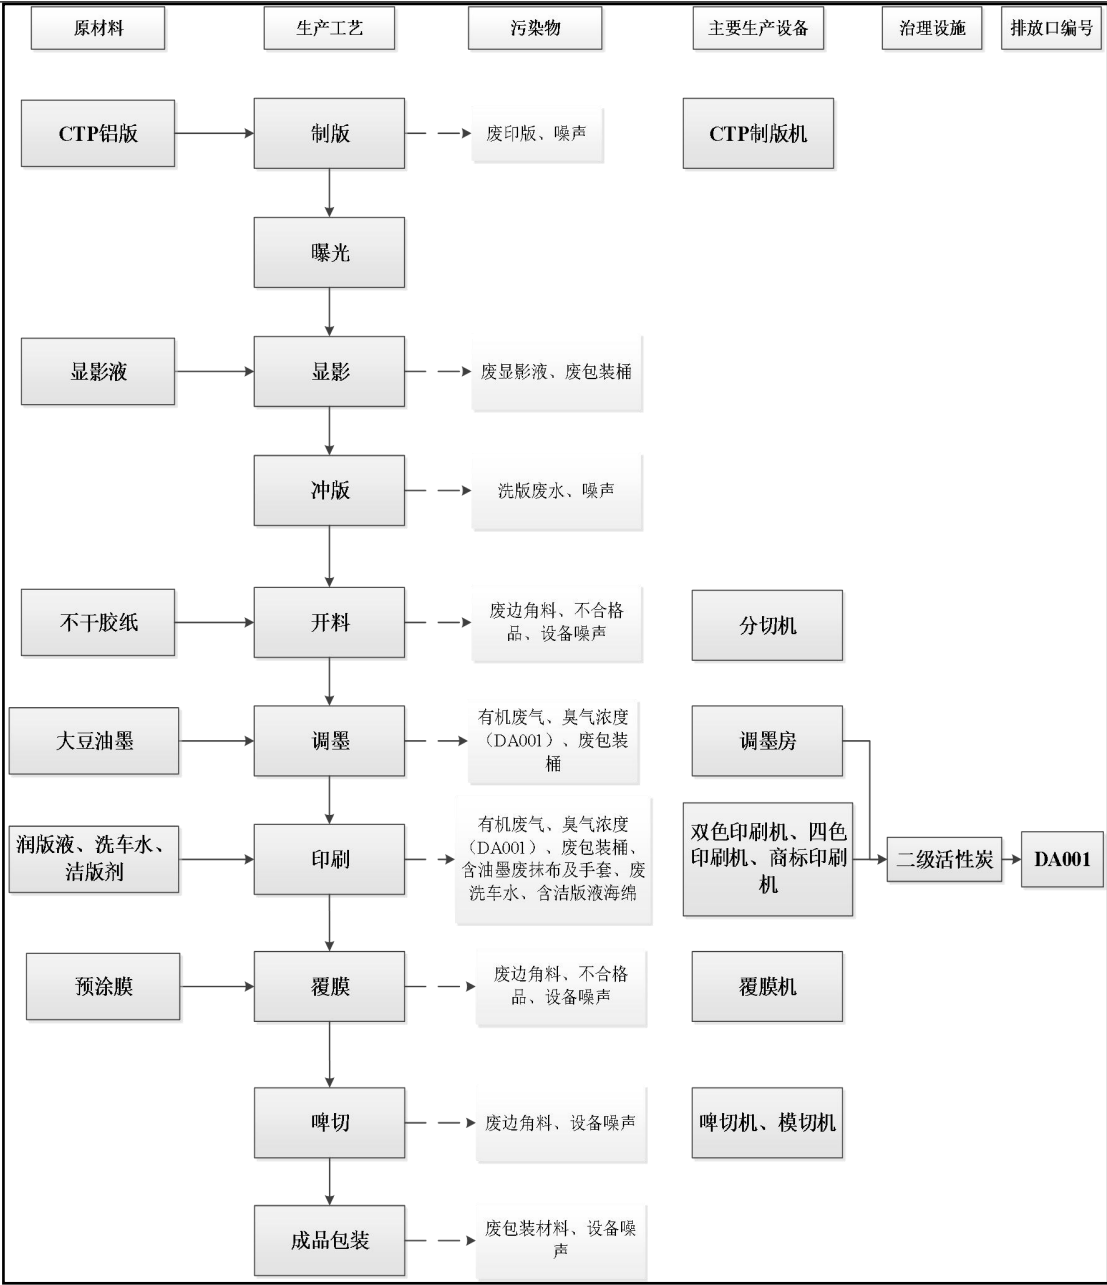 原材料
生产工艺
污染物
主要生产设备
治理设施
排放口编号
CTP铝版
制版
废印版、噪声
CTP制版机
曝光
显影液
显影
废显影液、废包装桶
冲版
洗版废水、噪声
不干胶纸
开料
废边角料、不合格
品、设备噪声
分切机
大豆油墨
调墨
有机废气、臭气浓度
（DA001）、废包装
桶
调墨房
润版液、洗车水、
洁版剂
印刷
有机废气、臭气浓度
（DA001）、废包装桶、
含油墨废抹布及手套、废
洗车水、含洁版液海绵
双色印刷机、四色
印刷机、商标印刷
机
二级活性炭
DA001
预涂膜
覆膜
废边角料、不合格
品、设备噪声
覆膜机
啤切
废边角料、设备噪声
啤切机、模切机
成品包装
废包装材料、设备噪
声